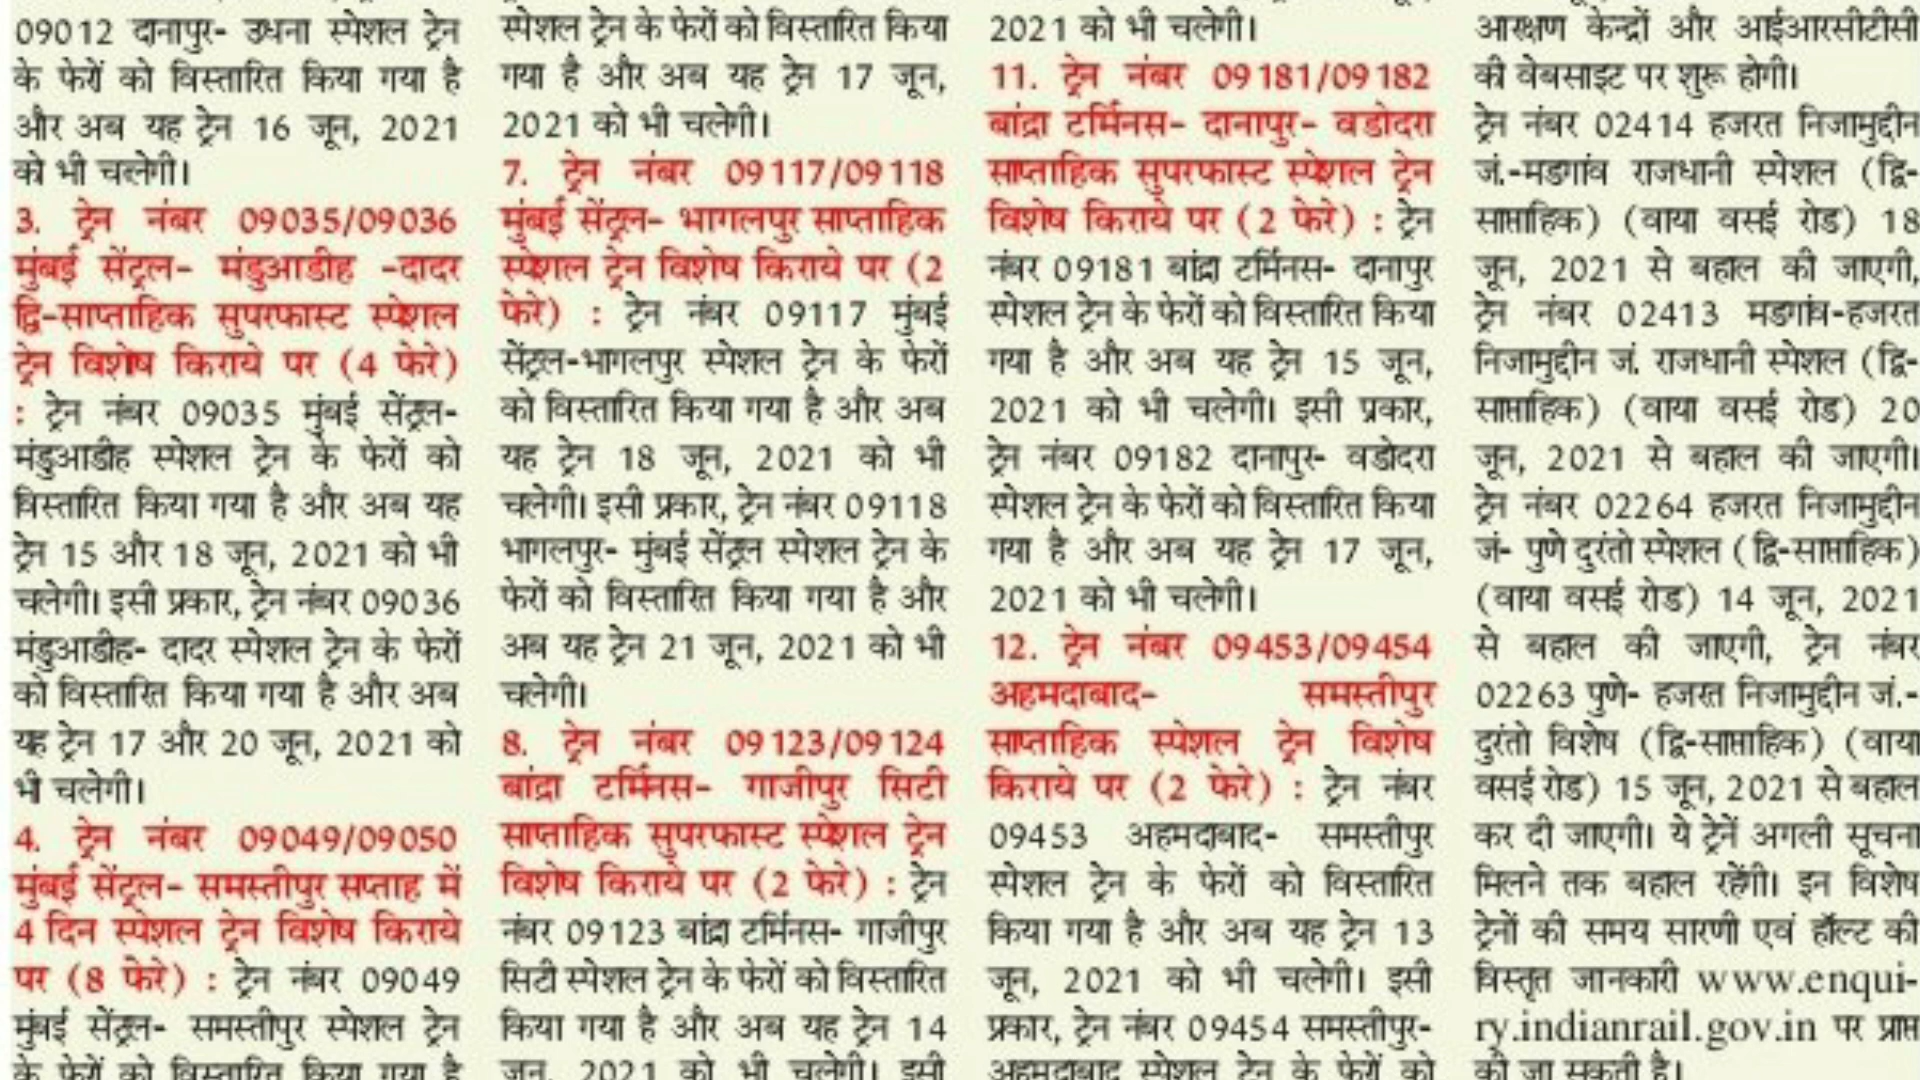 09012 दानापुर- उधना स्पेशल ट्रेन
के फेरों को विस्तारित किया गया है
और अब यह ट्रेन 16 जून, 2021
को भी चलेगी।
3. ट्रेन नंबर 09035/09036
मुंबई सेंट्रल- मंडुआडीह -दादर
द्वि-साप्ताहिक सुपरफास्ट स्पेशल
ट्रेन विशेष किराये पर (4 फेरे)
: ट्रेन नंबर 09035 मुंबई सेंट्रल-
मंडुआडीह स्पेशल ट्रेन के फेरों को
विस्तारित किया गया है और अब यह
ट्रेन 15 और 18 जून, 2021 को भी
चलेगी। इसी प्रकार, ट्रेन नंबर 09036
मंडुआडीह- दादर स्पेशल ट्रेन के फेरों
को विस्तारित किया गया है और अब
यह ट्रेन 17 और 20 जून, 2021 को
भी चलेगी।
4. ट्रेन नंबर 09049/09050
मुंबई सेंट्रल- समस्तीपुर सप्ताह में
4 दिन स्पेशल ट्रेन विशेष किराये
पर (8 फेरे) : ट्रेन नंबर 09049
मुंबई सेंट्रल- समस्तीपुर स्पेशल ट्रेन
के फेरों को विस्तारित किया गया है
स्पेशल ट्रेन के फेरों को विस्तारित किया
गया है और अब यह ट्रेन 17 जून,
2021 को भी चलेगी।
7. ट्रेन नंबर 09117/09118
मुंबई सेंट्रल- भागलपुर साप्ताहिक
स्पेशल ट्रेन विशेष किराये पर (2
फेरे) : ट्रेन नंबर 09117 मुंबई
सेंट्रल-भागलपुर स्पेशल ट्रेन के फेरों
को विस्तारित किया गया है और अब
यह ट्रेन 18 जून, 2021 को भी
चलेगी। इसी प्रकार, ट्रेन नंबर 09118
भागलपुर- मुंबई सेंट्रल स्पेशल ट्रेन के
फेरों को विस्तारित किया गया है और
अब यह ट्रेन 21 जून, 2021 को भी
चलेगी।
8. ट्रेन नंबर 09123/09124
बांद्रा टर्मिनस- गाजीपुर सिटी
साप्ताहिक सुपरफास्ट स्पेशल ट्रेन
विशेष किराये पर (2 फेरे) : ट्रेन
नंबर 09123 बांद्रा टर्मिनस- गाजीपुर
सिटी स्पेशल ट्रेन के फेरों को विस्तारित
किया गया है और अब यह ट्रेन 14
जून, 2021 को भी चलेगी। इसी
2021 को भी चलेगी।
11. ट्रेन नंबर 09181/09182
बांद्रा टर्मिनस- दानापुर- वडोदरा
साप्ताहिक सुपरफास्ट स्पेशल ट्रेन
विशेष किराये पर (2 फेरे) : ट्रेन
नंबर 09181 बांद्रा टर्मिनस- दानापुर
स्पेशल ट्रेन के फेरों को विस्तारित किया
गया है और अब यह ट्रेन 15 जून,
2021 को भी चलेगी। इसी प्रकार,
ट्रेन नंबर 09182 दानापुर- वडोदरा
स्पेशल ट्रेन के फेरों को विस्तारित किया
गया है और अब यह ट्रेन 17 जून,
2021 को भी चलेगी।
12. ट्रेन नंबर 09453/09454
अहमदाबाद- समस्तीपुर
साप्ताहिक स्पेशल ट्रेन विशेष
किराये पर (2 फेरे) : ट्रेन नंबर
09453 अहमदाबाद- समस्तीपुर
स्पेशल ट्रेन के फेरों को विस्तारित
किया गया है और अब यह ट्रेन 13
जून, 2021 को भी चलेगी। इसी
प्रकार, ट्रेन नंबर 09454 समस्तीपुर-
अहमदाबाद स्पेशल ट्रेन के फेरों को
आरक्षण केन्द्रों और आईआरसीटीसी
की वेबसाइट पर शुरू होगी।
ट्रेन नंबर 02414 हजरत निजामुद्दीन
जं.-मडगांव राजधानी स्पेशल (द्वि-
साप्ताहिक) (वाया वसई रोड) 18
जून, 2021 से बहाल की जाएगी,
ट्रेन नंबर 02413 मडगांव-हजरत
निजामुद्दीन जं. राजधानी स्पेशल (द्वि-
साप्ताहिक) (वाया वसई रोड) 20
जून, 2021 से बहाल की जाएगी।
ट्रेन नंबर 02264 हजरत निजामुद्दीन
जं- पुणे दुरंतो स्पेशल (द्वि-साप्ताहिक)
(वाया वसई रोड) 14 जून, 2021
से बहाल की जाएगी, ट्रेन नंबर
02263 पुणे- हजरत निजामुद्दीन जं.-
दुरंतो विशेष (द्वि-साप्ताहिक) (वाया
वसई रोड) 15 जून, 2021 से बहाल
कर दी जाएगी। ये ट्रेनें अगली सूचना
मिलने तक बहाल रहेंगी। इन विशेष
ट्रेनों की समय सारणी एवं हॉल्ट की
विस्तृत जानकारी www.enqui-
ry.indianrail.gov.in पर प्राप्त
की जा सकती है।